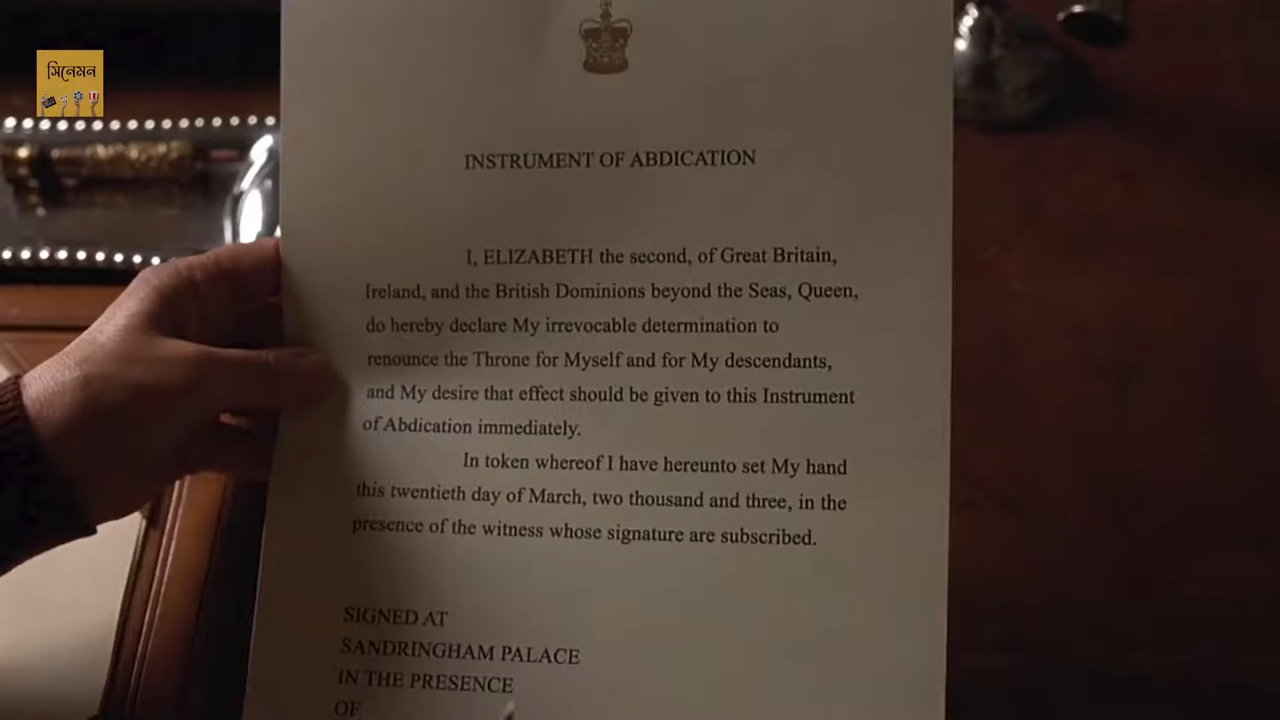 সিনেমন
INSTRUMENT OF ABDICATION
I, ELIZABETH the second, of Great Britain,
Ireland, and the British Dominions beyond the Seas, Queen,
do hereby declare My irrevocable determination to
renounce the Throne for Myself and for My descendants,
and My desire that effect should be given to this Instrument
of Abdication immediately.
In token whereof I have hereunto set My hand
this twentieth day of March, two thousand and three, in the
presence of the witness whose signature are subscribed.
SIGNED AT
SANDRINGHAM PALACE
IN THE PRESENCE
OF